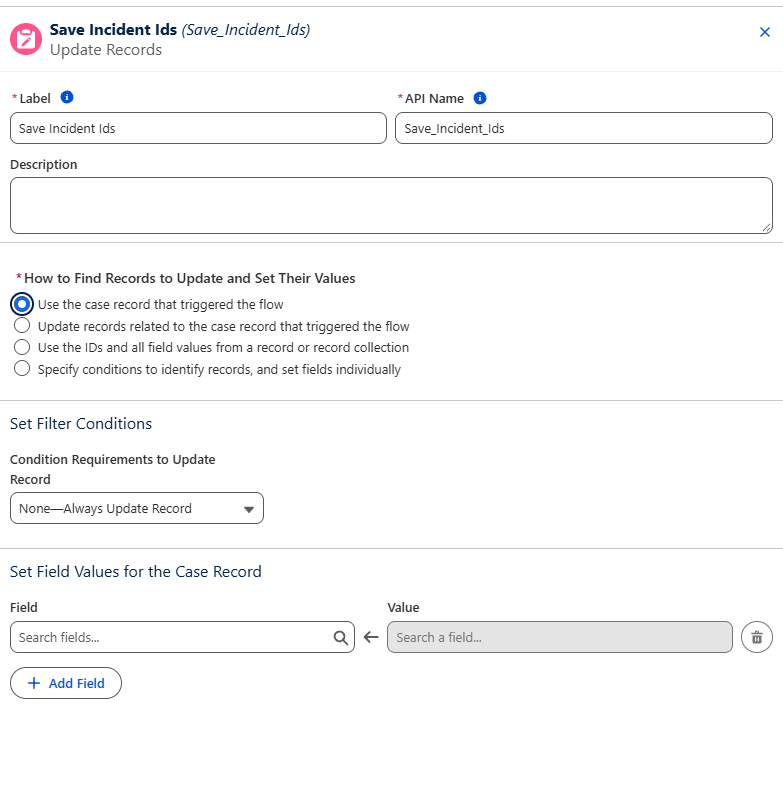 Save Incident Ids (Save_Incident_Ids)
Update Records
* Label
* API Name
Save Incident Ids
Save_Incident_Ids
Description
* How to Find Records to Update and Set Their Values
Use the case record that triggered the flow
Update records related to the case record that triggered the flow
Use the IDs and all field values from a record or record collection
Specify conditions to identify records, and set fields individually
Set Filter Conditions
Condition Requirements to Update
Record
None—Always Update Record
Set Field Values for the Case Record
Field
Value
Search fields...
Search a field...
Add Field